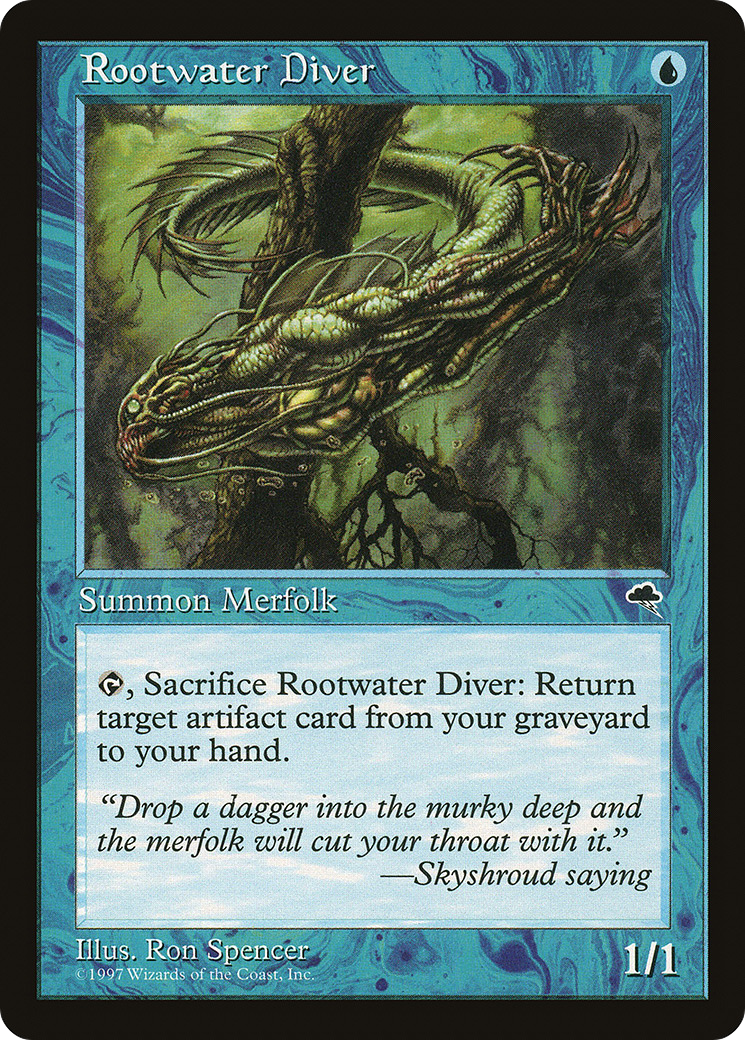 Rootwater Diver
Summon Merfolk
, Sacrifice Rootwater Diver: Return
target artifact card from your graveyard
to your hand.
“Drop a dagger into the murky deep and
the merfolk will cut your throat with it.”
—Skyshroud saying
Illus. Ron Spencer
©1997 Wizards of the Coast, Inc.
1/1